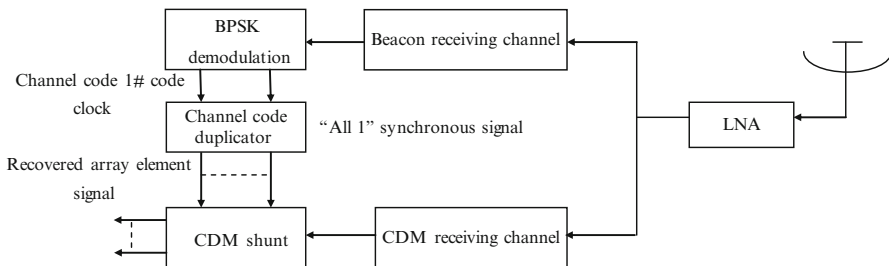 BPSK
demodulation
Beacon receiving channel
Channel code 1# code
clock
Channel code
duplicator
“All 1” synchronous signal
LNA
Recovered array element
signal
CDM shunt
CDM receiving channel